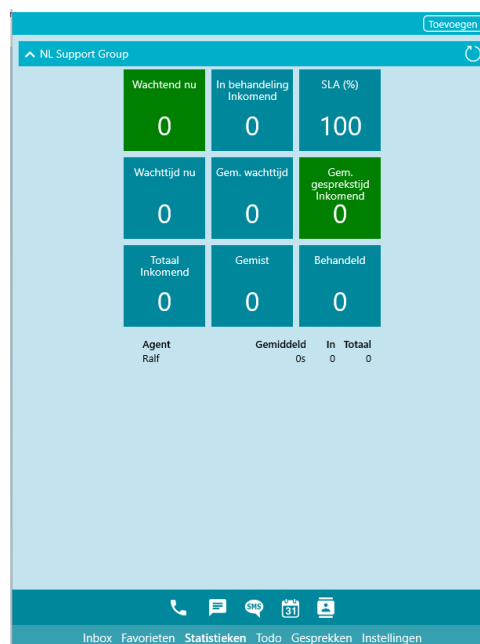 Toevoegen
NL Support Group
Wachtend nu
0
In behandeling
Inkomend
0
SLA (%)
100
Wachttijd nu
0
Gem. wachttijd
0
Gem.
gesprekstijd
Inkomend
0
Totaal
Inkomend
0
Gemist
0
Behandeld
0
Agent Gemiddeld In Totaal
Ralf 0s 0 0
SMS
31
Inbox Favorieten Statistieken Todo Gesprekken Instellingen